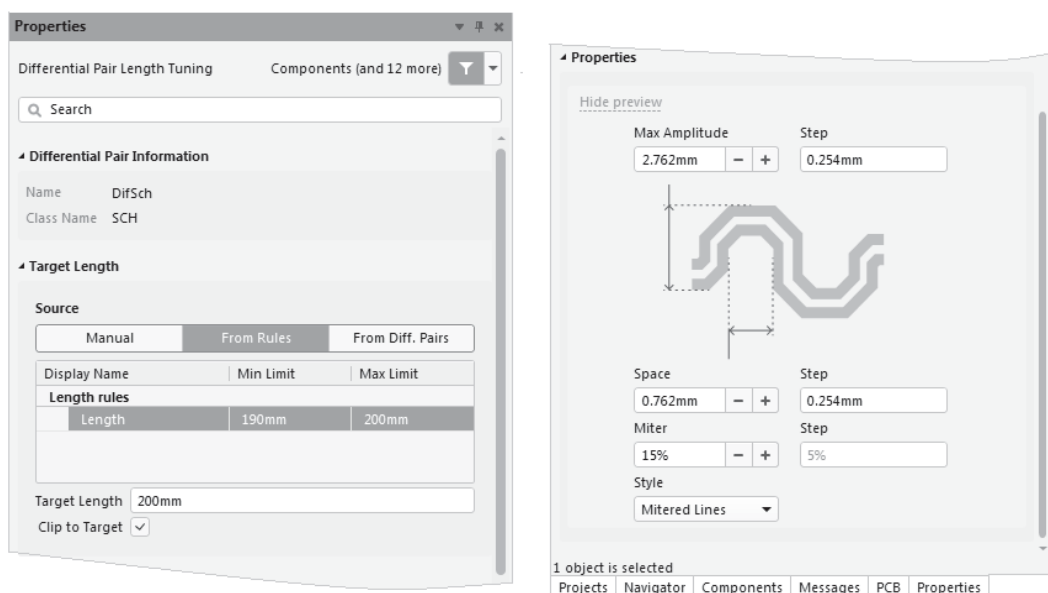 Properties
Differential Pair Length Tuning Components (and 12 more)
Search
Differential Pair Information
Name DifSch
Class Name SCH
Target Length
Source
Manual From Rules From Diff. Pairs
Display Name Min Limit Max Limit
Length rules
Length 190mm 200mm
Target Length 200mm
Clip to Target
Properties
Hide preview
Max Amplitude Step
2.762mm − + 0.254mm
Space Step
0.762mm − + 0.254mm
Miter Step
15% − + 5%
Style
Mitered Lines
1 object is selected
Projects Navigator Components Messages PCB Properties